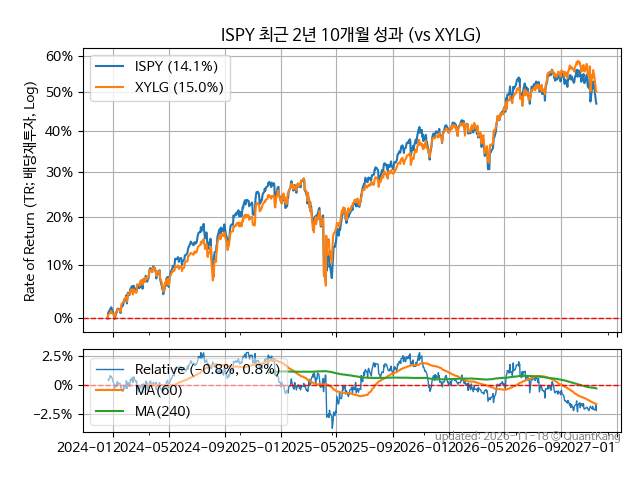 ISPY 최근 2년 10개월 성과 (vs XYLG)
60%
50%
40%
30%
20%
10%
0%
Rate of Return (TR: 배당재투자, Log)
ISPY (14.1%)
XYLG (15.0%)
2.5%
0%
−2.5%
Relative (−0.8%, 0.8%)
MA(60)
MA(240)
2024-01 2024-05 2024-09 2025-01 2025-05 2025-09 2026-01 2026-05 2026-09 2027-01
updated: 2026-11-18 © QuantKang